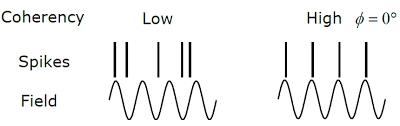 Coherency Low High ϕ = 0°
Spikes
Field